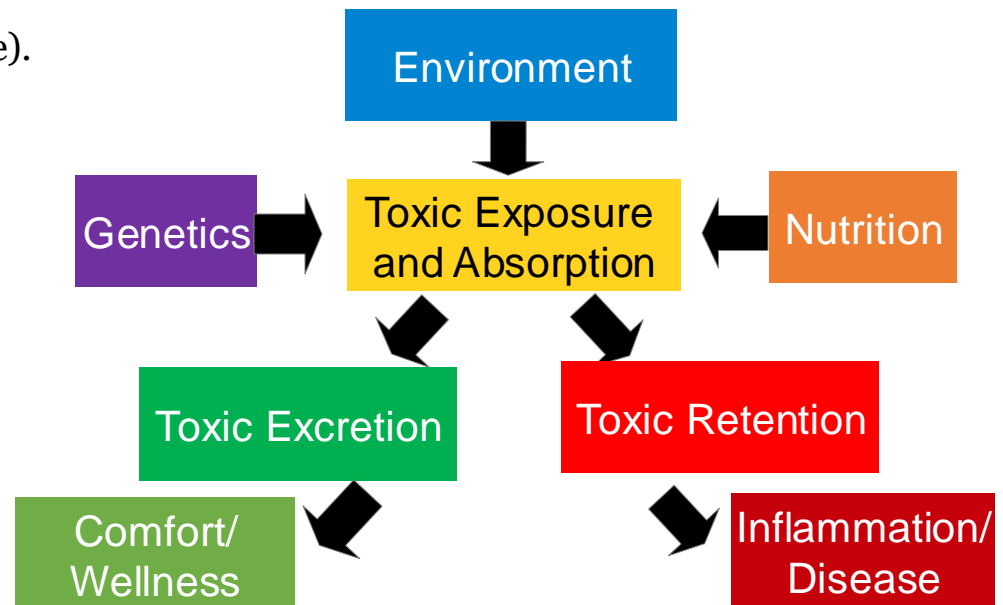 e).
Environment
Genetics
Toxic Exposure
and Absorption
Nutrition
Toxic Excretion
Toxic Retention
Comfort/
Wellness
Inflammation/
Disease